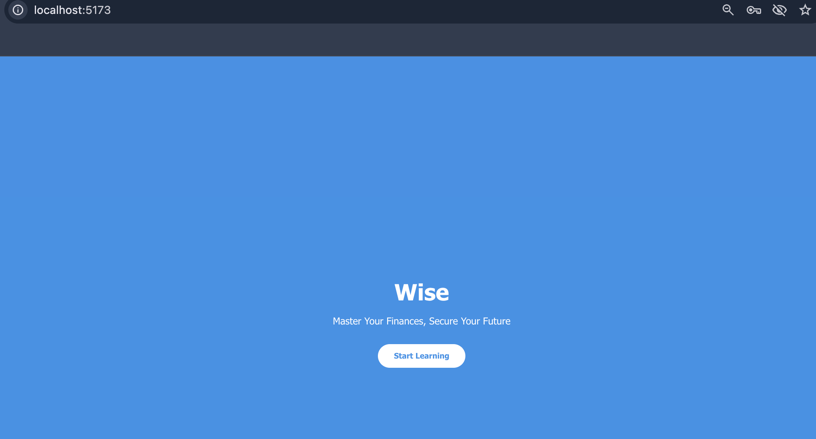 localhost:5173
Wise
Master Your Finances, Secure Your Future
Start Learning